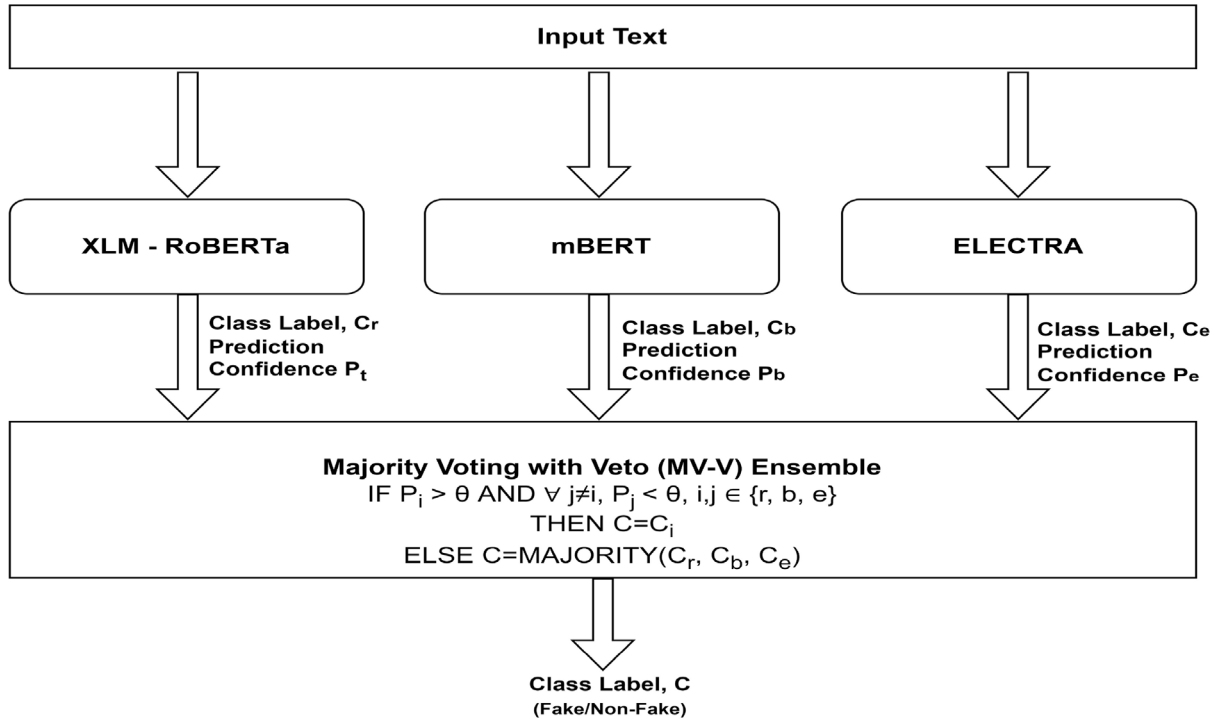 Input Text
XLM - RoBERTa
mBERT
ELECTRA
Class Label, Cr
Prediction
Confidence Pt
Class Label, Cb
Prediction
Confidence Pb
Class Label, Ce
Prediction
Confidence Pe
Majority Voting with Veto (MV-V) Ensemble
IF Pi > θ AND ∀ j≠i, Pj < θ, i,j ∈ {r, b, e}
THEN C=Ci
ELSE C=MAJORITY(Cr, Cb, Ce)
Class Label, C
(Fake/Non-Fake)